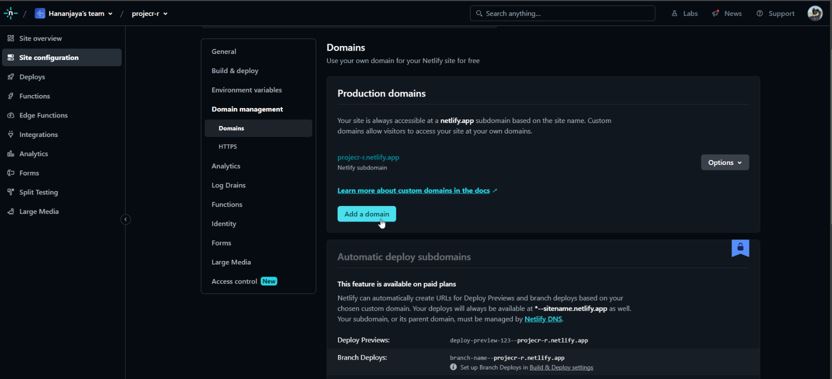 / Hananjaya's team / projecr-r
Search anything...
Labs
News
Support
Site overview
Site configuration
Deploys
Functions
Edge Functions
Integrations
Analytics
Forms
Split Testing
Large Media
General
Build & deploy
Environment variables
Domain management
Domains
HTTPS
Analytics
Log Drains
Functions
Identity
Forms
Large Media
Access control New
Domains
Use your own domain for your Netlify site for free
Production domains
Your site is always accessible at a netlify.app subdomain based on the site name. Custom
domains allow visitors to access your site at your own domains.
projecr-r.netlify.app
Netlify subdomain
Options
Learn more about custom domains in the docs
Add a domain
Automatic deploy subdomains
This feature is available on paid plans
Netlify can automatically create URLs for Deploy Previews and branch deploys based on your
chosen custom domain. Your deploys will always be available at *--sitename.netlify.app as well.
Your subdomain, or its parent domain, must be managed by Netlify DNS.
Deploy Previews: deploy-preview-123--projecr-r.netlify.app
Branch Deploys: branch-name--projecr-r.netlify.app
Set up Branch Deploys in Build & Deploy settings